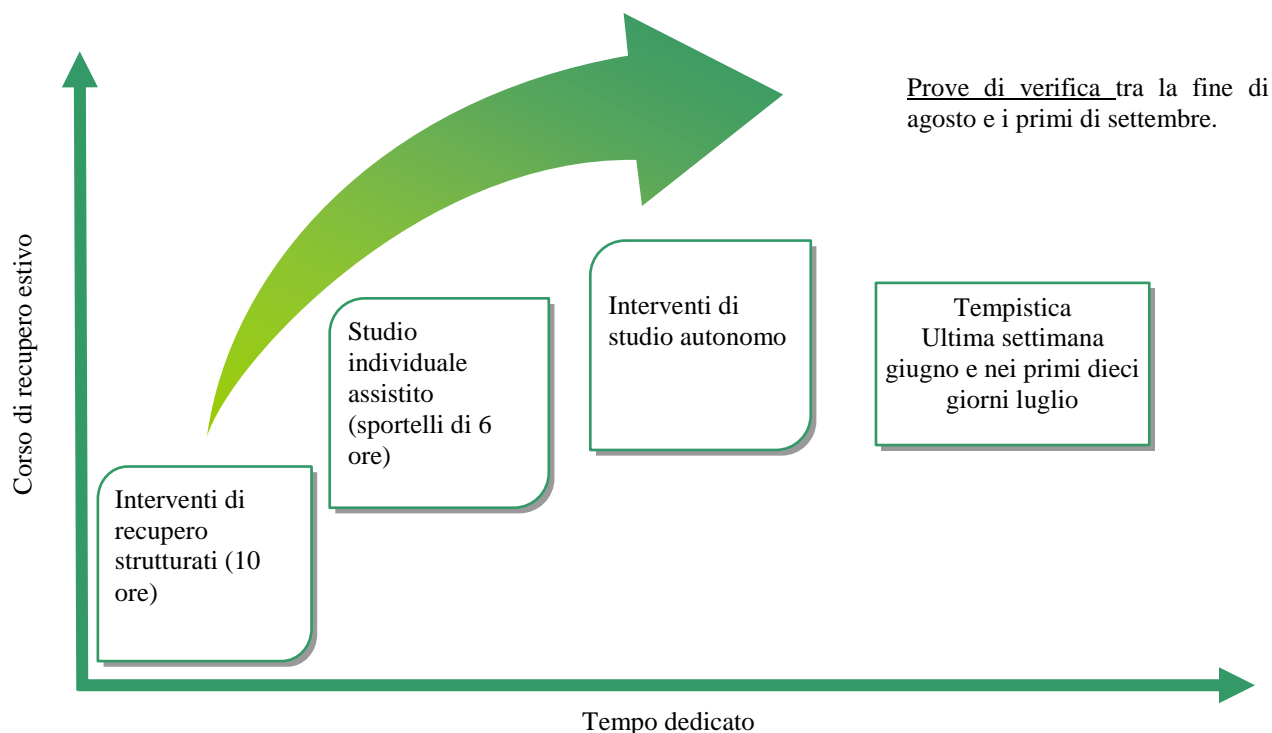 Prove di verifica tra la fine di
agosto e i primi di settembre.
Corso di recupero estivo
Interventi di
recupero
strutturati (10
ore)
Studio
individuale
assistito
(sportelli di 6
ore)
Interventi di
studio autonomo
Tempistica
Ultima settimana
giugno e nei primi dieci
giorni luglio
Tempo dedicato